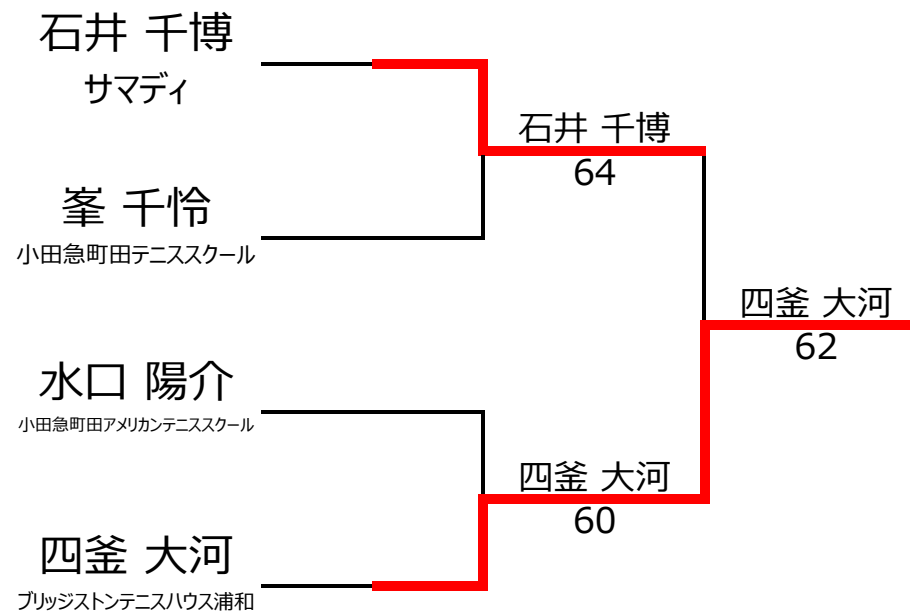 石井 千博
サマディ
石井 千博
64
峯 千怜
小田急町田テニススクール
四釜 大河
62
水口 陽介
小田急町田アメリカンテニススクール
四釜 大河
60
四釜 大河
ブリッジストンテニスハウス浦和